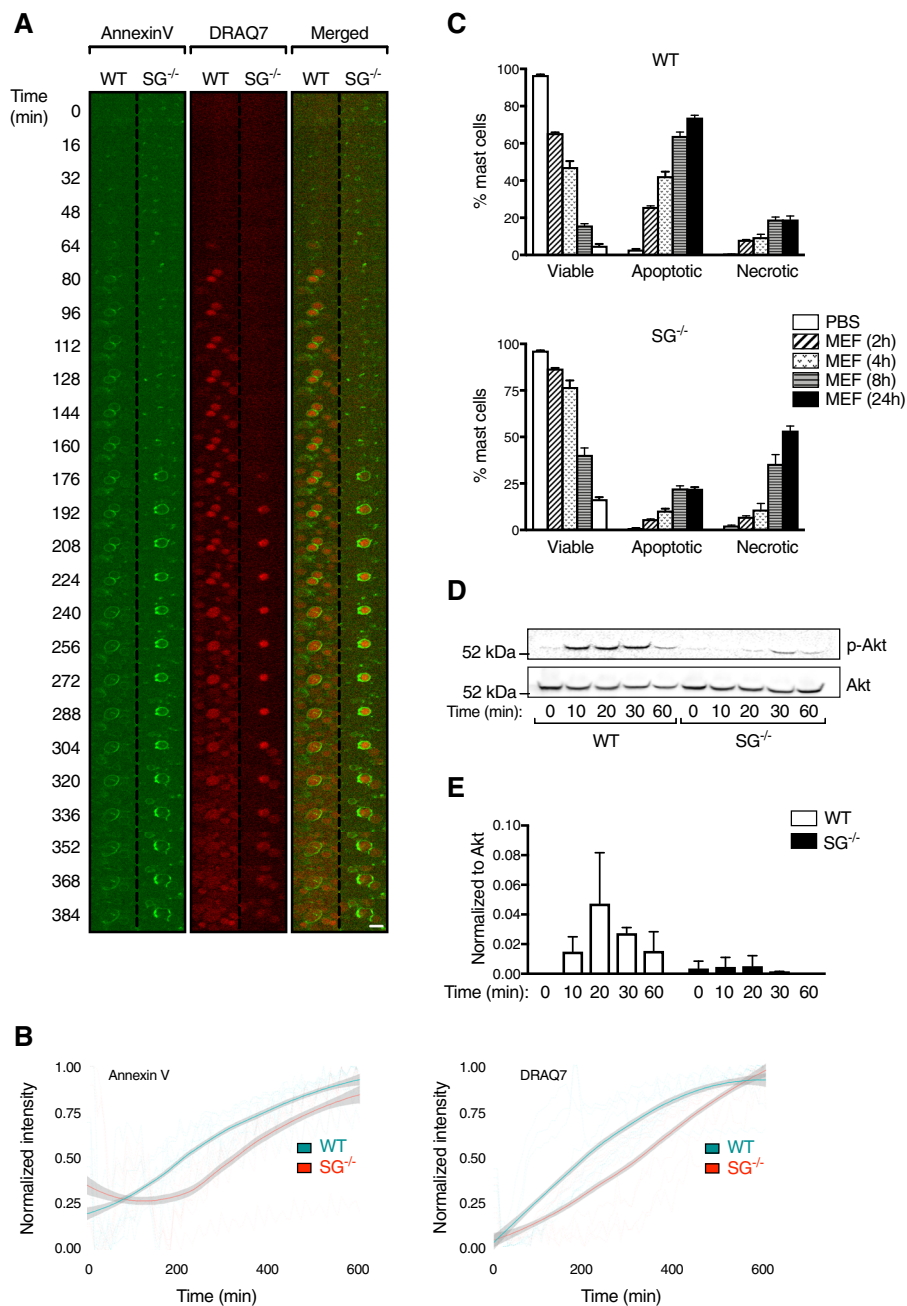 A
AnnexinV DRAQ7 Merged
WT SG-/- WT SG-/- WT SG-/-
Time
(min)
0
16
32
48
64
80
96
112
128
144
160
176
192
208
224
240
256
272
288
304
320
336
352
368
384
B
Annexin V
Normalized intensity
1.00
0.75
0.50
0.25
0.00
WT
SG-/-
0 200 400 600
Time (min)
DRAQ7
Normalized intensity
1.00
0.75
0.50
0.25
0.00
WT
SG-/-
0 200 400 600
Time (min)
C
WT
% mast cells
100
80
60
40
20
0
Viable Apoptotic Necrotic
SG-/-
% mast cells
100
75
50
25
0
Viable Apoptotic Necrotic
PBS
MEF (2h)
MEF (4h)
MEF (8h)
MEF (24h)
D
52 kDa p-Akt
52 kDa Akt
Time (min): 0 10 20 30 60 0 10 20 30 60
WT SG-/-
E
WT
SG-/-
Normalized to Akt
0.10
0.08
0.06
0.04
0.02
0.00
Time (min): 0 10 20 30 60 0 10 20 30 60